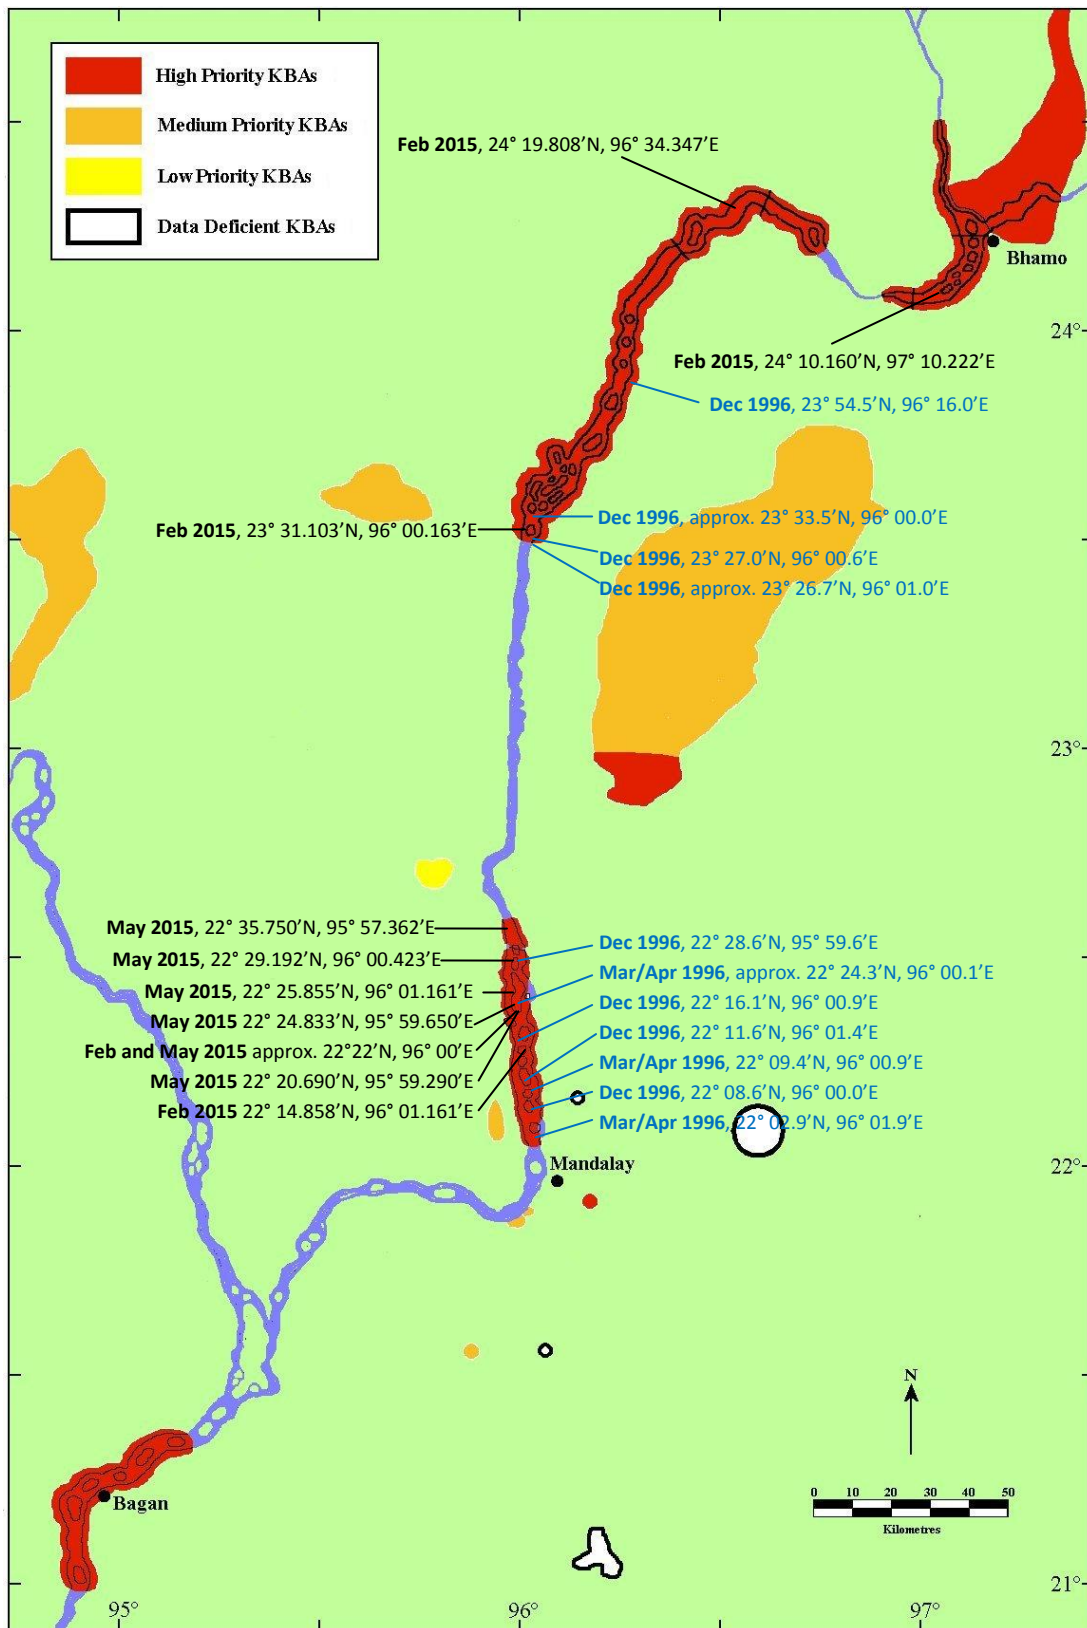 High Priority KBAs
Medium Priority KBAs
Low Priority KBAs
Data Deficient KBAs
Feb 2015, 24° 19.808’N, 96° 34.347’E
Bhamo
24°
Feb 2015, 24° 10.160’N, 97° 10.222’E
Dec 1996, 23° 54.5’N, 96° 16.0’E
Dec 1996, approx. 23° 33.5’N, 96° 00.0’E
Feb 2015, 23° 31.103’N, 96° 00.163’E
Dec 1996, 23° 27.0’N, 96° 00.6’E
Dec 1996, approx. 23° 26.7’N, 96° 01.0’E
23°
May 2015, 22° 35.750’N, 95° 57.362’E
May 2015, 22° 29.192’N, 96° 00.423’E
May 2015, 22° 25.855’N, 96° 01.161’E
May 2015 22° 24.833’N, 95° 59.650’E
Feb and May 2015 approx. 22°22’N, 96° 00’E
May 2015 22° 20.690’N, 95° 59.290’E
Feb 2015 22° 14.858’N, 96° 01.161’E
Dec 1996, 22° 28.6’N, 95° 59.6’E
Mar/Apr 1996, approx. 22° 24.3’N, 96° 00.1’E
Dec 1996, 22° 16.1’N, 96° 00.9’E
Dec 1996, 22° 11.6’N, 96° 01.4’E
Mar/Apr 1996, 22° 09.4’N, 96° 00.9’E
Dec 1996, 22° 08.6’N, 96° 00.0’E
Mar/Apr 1996, 22° 02.9’N, 96° 01.9’E
Mandalay
22°
N
Bagan
0 10 20 30 40 50
Kilometres
21°
95°
96°
97°